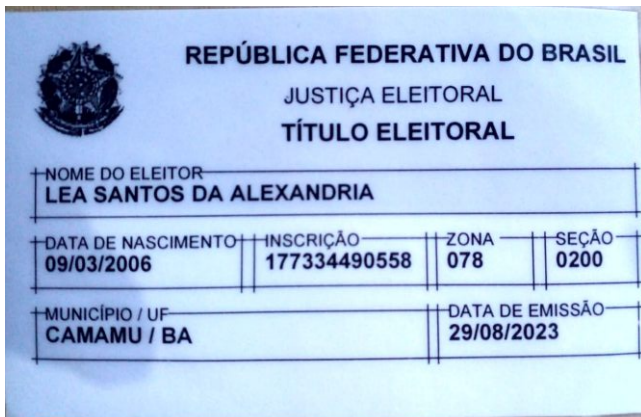 REPÚBLICA FEDERATIVA DO BRASIL
JUSTIÇA ELEITORAL
TÍTULO ELEITORAL
NOME DO ELEITOR
LEA SANTOS DA ALEXANDRIA
DATA DE NASCIMENTO INSCRIÇÃO ZONA SEÇÃO
09/03/2006 177334490558 078 0200
MUNICÍPIO / UF DATA DE EMISSÃO
CAMAMU / BA 29/08/2023